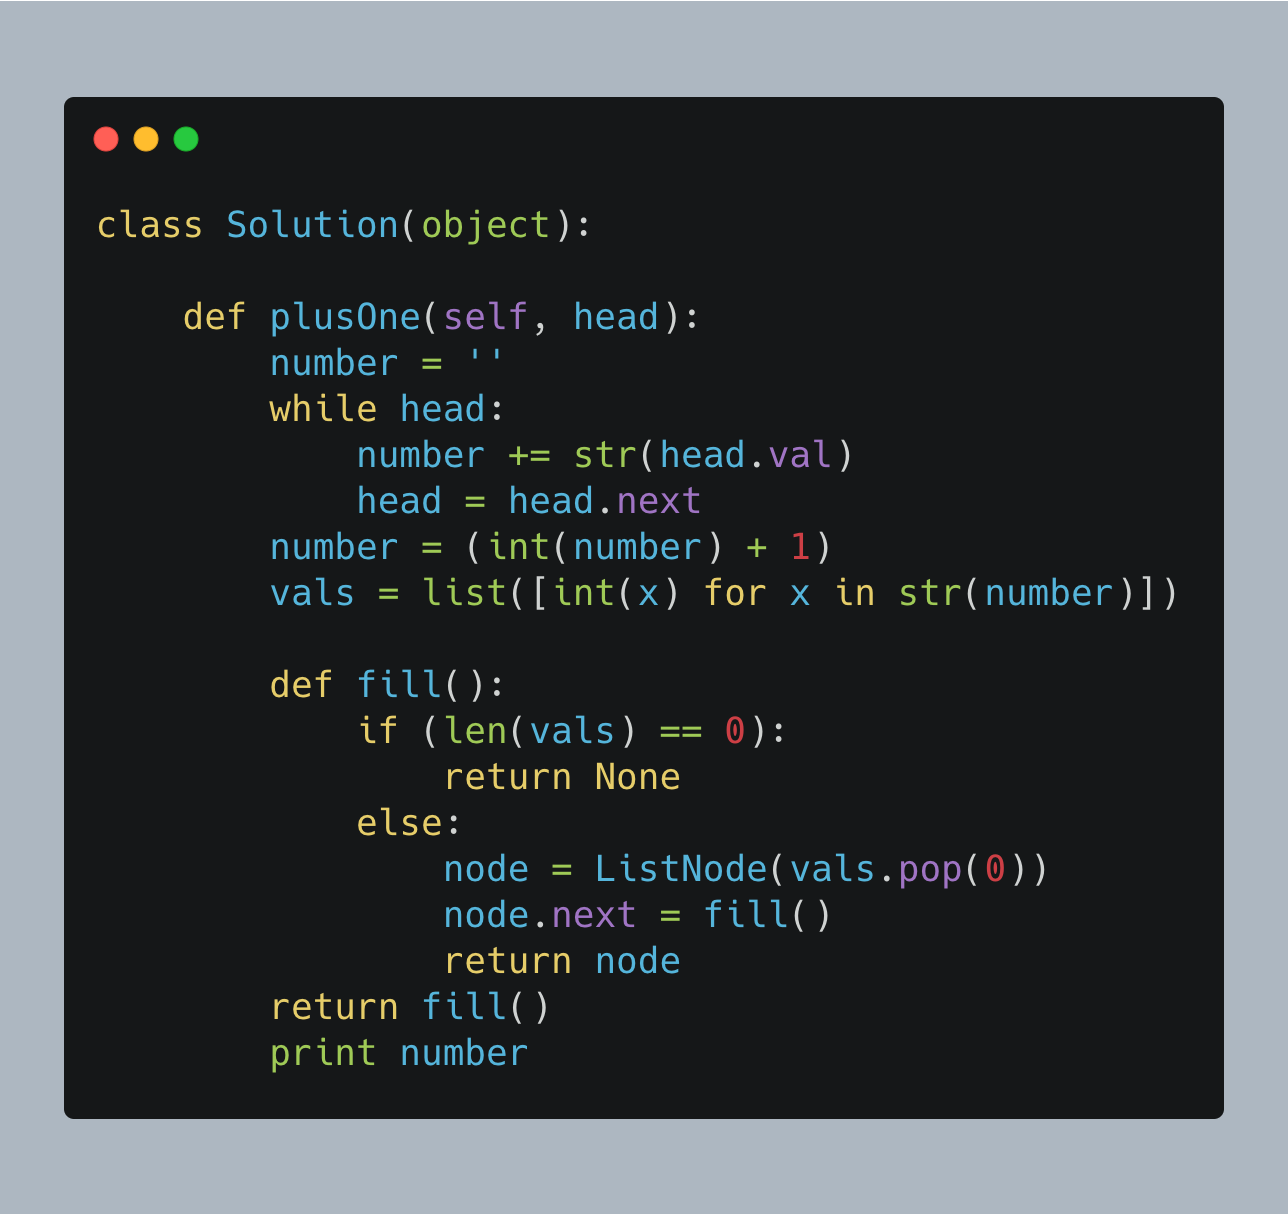 class Solution(object):

    def plusOne(self, head):
        number = ''
        while head:
            number += str(head.val)
            head = head.next
        number = (int(number) + 1)
        vals = list([int(x) for x in str(number)])

        def fill():
            if (len(vals) == 0):
                return None
            else:
                node = ListNode(vals.pop(0))
                node.next = fill()
                return node
        return fill()
        print number